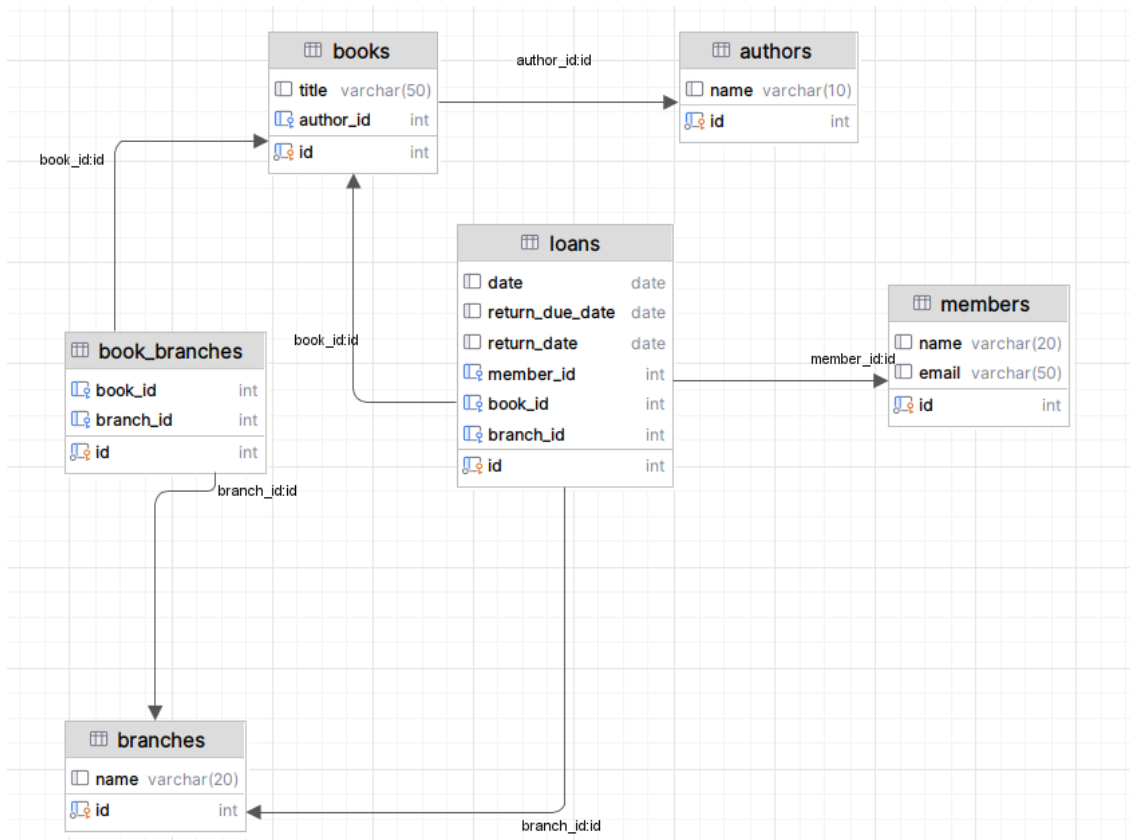 books
title varchar(50)
author_id int
id int
author_id:id
authors
name varchar(10)
id int
book_id:id
loans
date date
return_due_date date
return_date date
member_id int
book_id int
branch_id int
id int
members
name varchar(20)
email varchar(50)
id int
member_id:id
book_id:id
book_branches
book_id int
branch_id int
id int
branch_id:id
branches
name varchar(20)
id int
branch_id:id